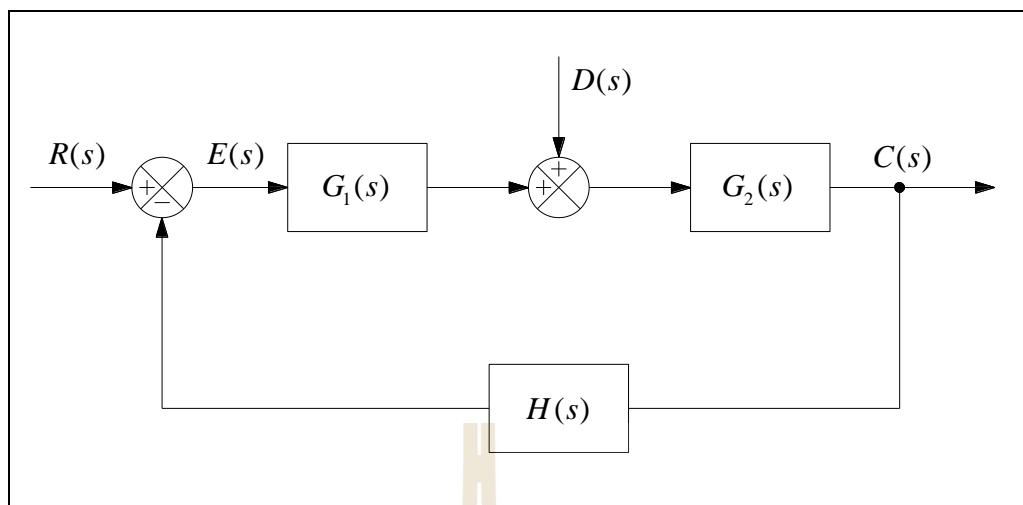 D(s)
R(s)
E(s)
C(s)
G₁(s)
G₂(s)
+
−
+
+
H(s)